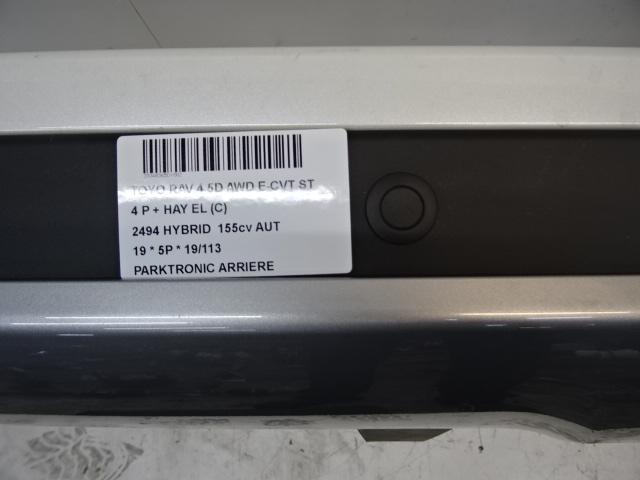 TOYO RAV 4 5D AWD E-CVT ST
4 P + HAY EL (C)
2494 HYBRID 155cv AUT
19 * 5P * 19/113
PARKTRONIC ARRIERE